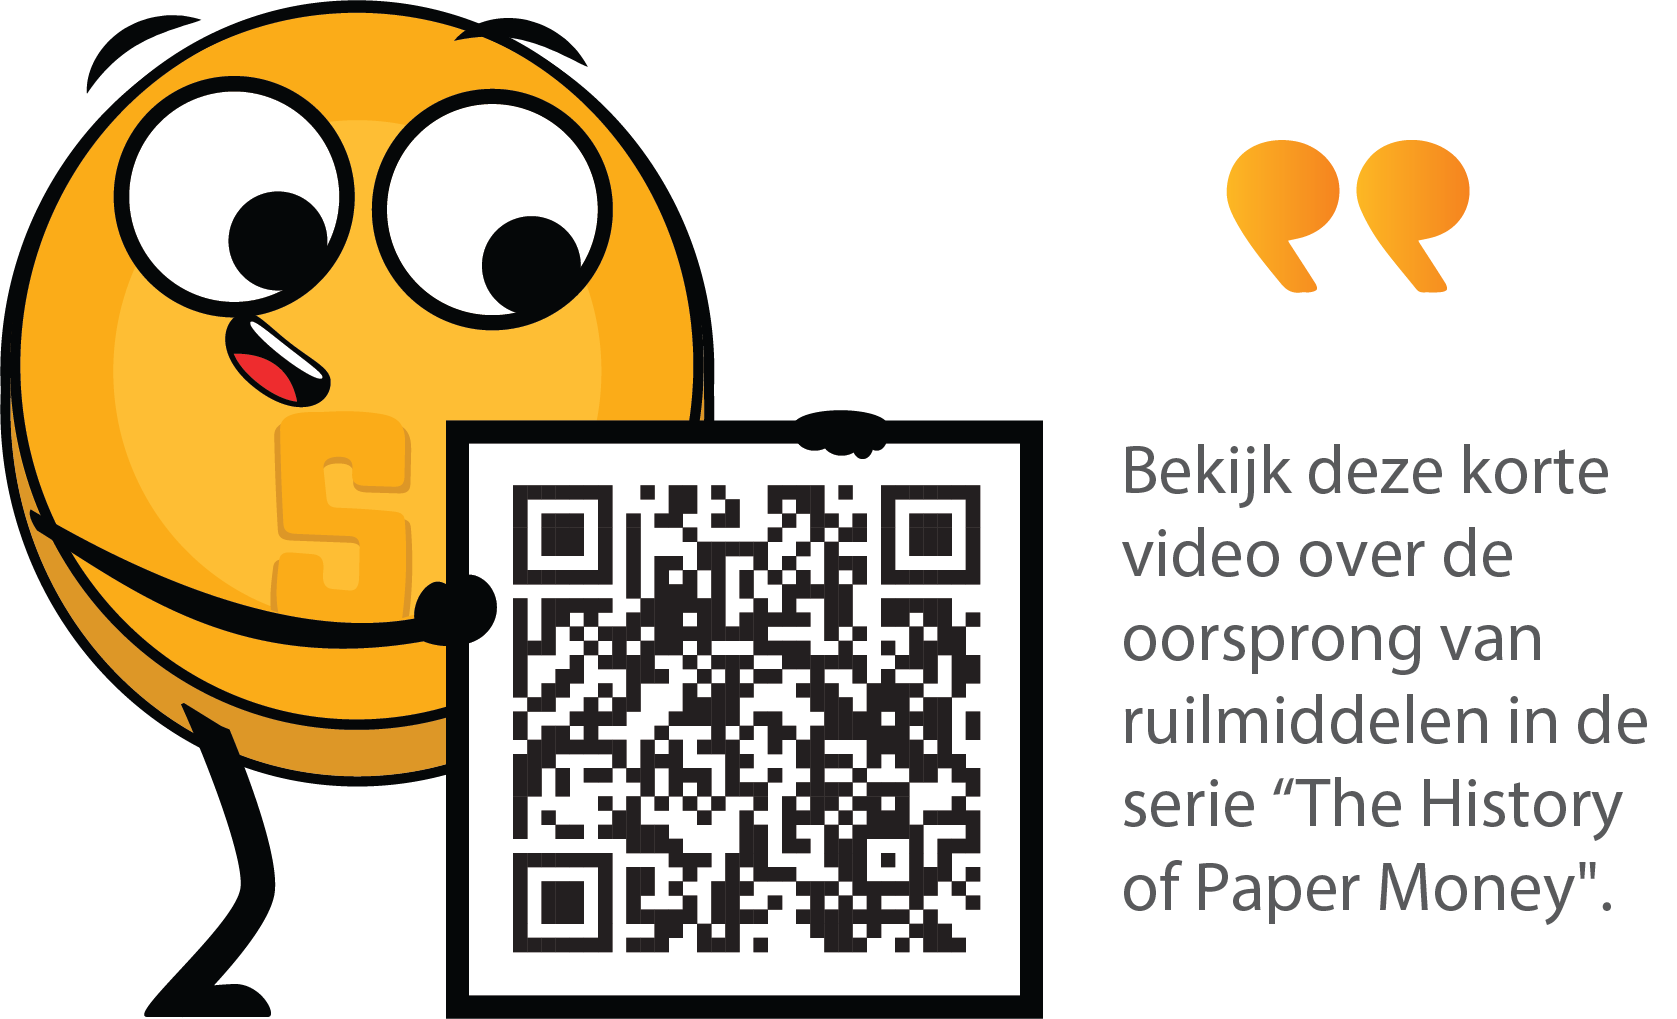 S
Bekijk deze korte
video over de
oorsprong van
ruilmiddelen in de
serie “The History
of Paper Money".